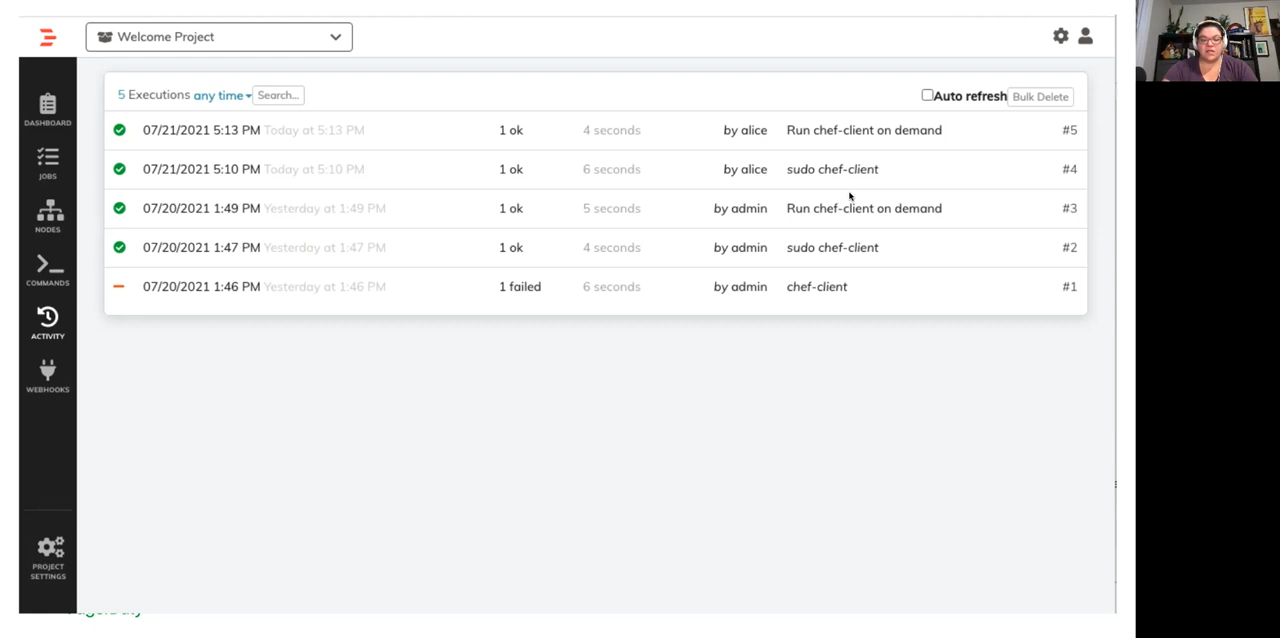 Welcome Project
5 Executions any time Search... Auto refresh Bulk Delete
07/21/2021 5:13 PM Today at 5:13 PM 1 ok 4 seconds by alice Run chef-client on demand #5
07/21/2021 5:10 PM Today at 5:10 PM 1 ok 6 seconds by alice sudo chef-client #4
07/20/2021 1:49 PM Yesterday at 1:49 PM 1 ok 5 seconds by admin Run chef-client on demand #3
07/20/2021 1:47 PM Yesterday at 1:47 PM 1 ok 4 seconds by admin sudo chef-client #2
07/20/2021 1:46 PM Yesterday at 1:46 PM 1 failed 6 seconds by admin chef-client #1
DASHBOARD
JOBS
NODES
COMMANDS
ACTIVITY
WEBHOOKS
PROJECT
SETTINGS